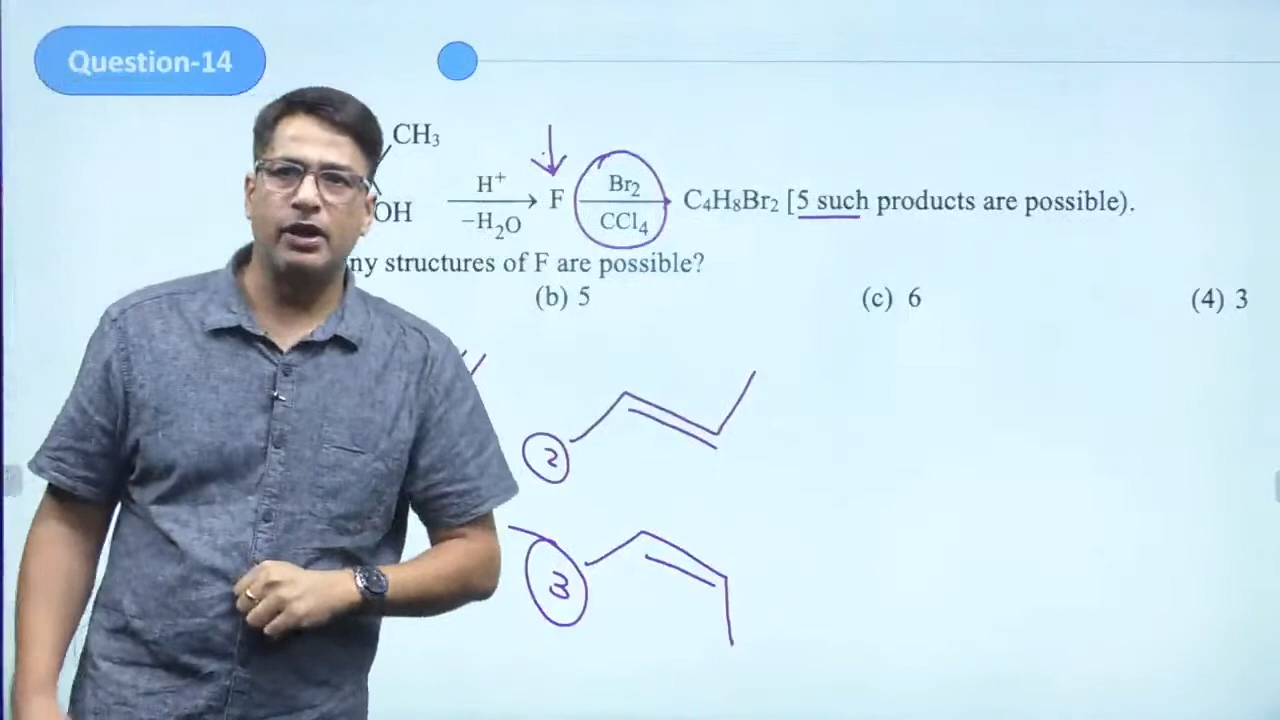 Question-14
CH3
H+
Br2
OH
F
C4H8Br2 [5 such products are possible).
−H2O
CCl4
structures of F are possible?
(b) 5
(c) 6
(4) 3
2
3